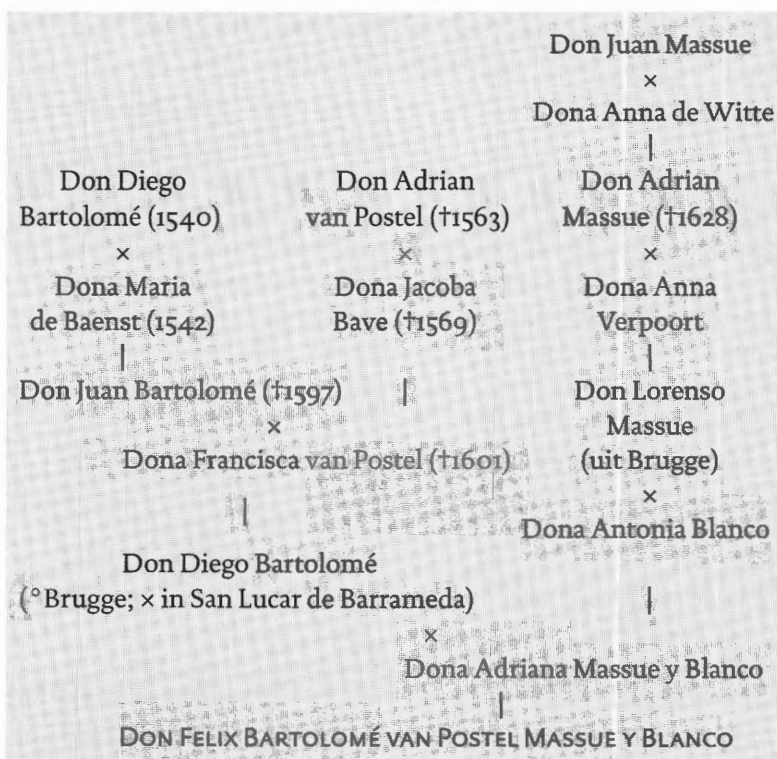 Don Juan Massue
×
Dona Anna de Witte
|
Don Diego
Bartolomé (1540)
×
Dona Maria
de Baenst (1542)
|
Don Adrian
van Postel (†1563)
×
Dona Jacoba
Bave (†1569)
|
Don Adrian
Massue (†1628)
×
Dona Anna
Verpoort
|
Don Juan Bartolomé (†1597)
×
Dona Francisca van Postel (†1601)
|
Don Lorenso
Massue
(uit Brugge)
×
Dona Antonia Blanco
|
Don Diego Bartolomé
(°Brugge; × in San Lucar de Barrameda)
×
Dona Adriana Massue y Blanco
|
DON FELIX BARTOLOMÉ VAN POSTEL MASSUE Y BLANCO